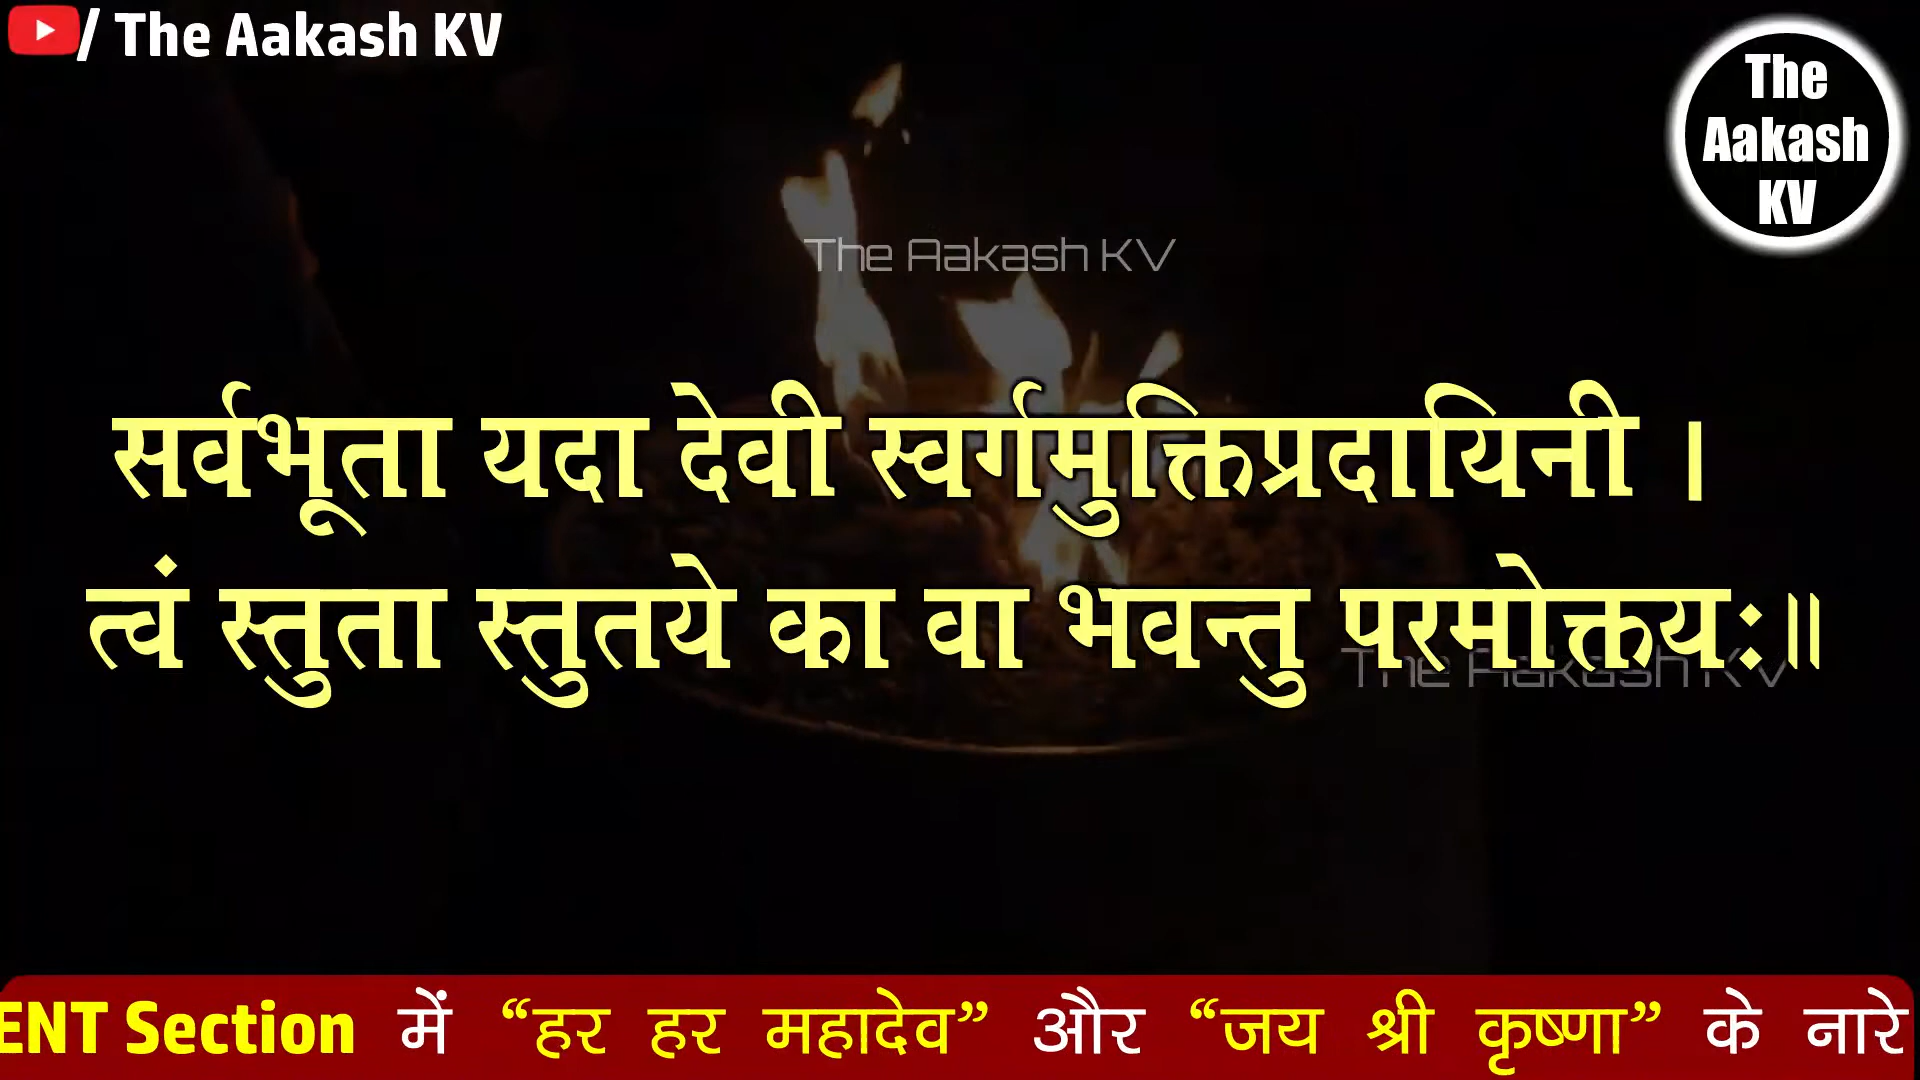 / The Aakash KV
The
Aakash
KV
The Aakash KV
सर्वभूता यदा देवी स्वर्गमुक्तिप्रदायिनी ।
त्वं स्तुता स्तुतये का वा भवन्तु परमोक्तयः॥
The Aakash KV
ENT Section में “हर हर महादेव” और “जय श्री कृष्णा” के नारे